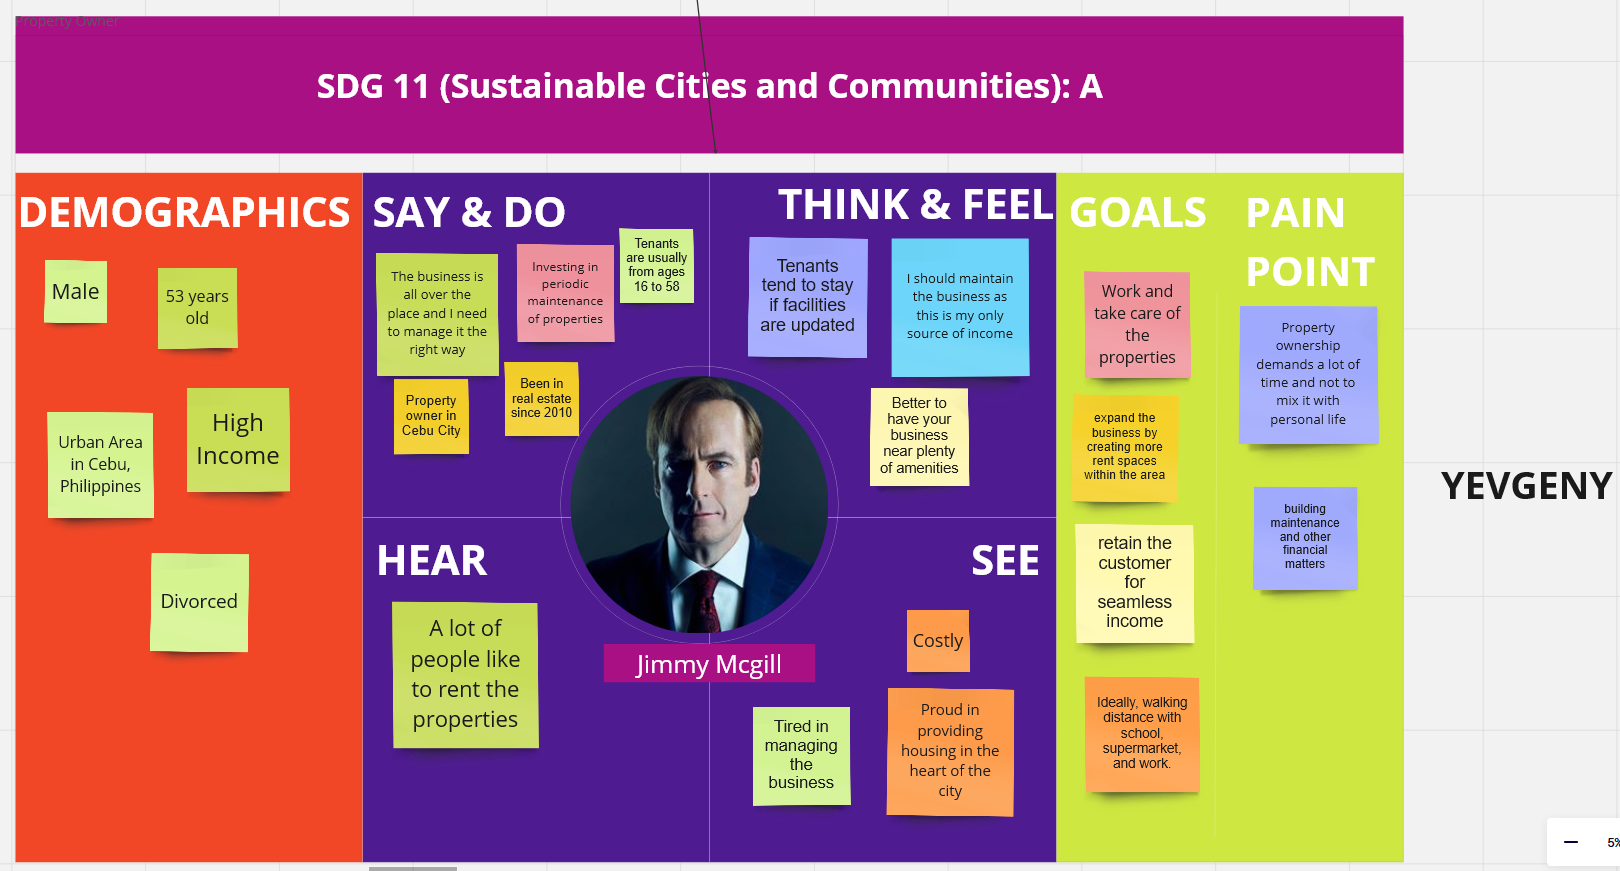 Property Owner
SDG 11 (Sustainable Cities and Communities): A
DEMOGRAPHICS
Male
53 years
old
Urban Area
in Cebu,
Philippines
High
Income
Divorced
SAY & DO
The business is
all over the
place and I need
to manage it the
right way
Investing in
periodic
maintenance
of properties
Tenants
are usually
from ages
16 to 58
Property
owner in
Cebu City
Been in
real estate
since 2010
THINK & FEEL
Tenants
tend to stay
if facilities
are updated
I should maintain
the business as
this is my only
source of income
Better to
have your
business
near plenty
of amenities
HEAR
A lot of
people like
to rent the
properties
Jimmy Mcgill
SEE
Costly
Tired in
managing
the
business
Proud in
providing
housing in the
heart of the
city
GOALS
Work and
take care of
the
properties
expand the
business by
creating more
rent spaces
within the area
retain the
customer
for
seamless
income
Ideally, walking
distance with
school,
supermarket,
and work.
PAIN
POINT
Property
ownership
demands a lot of
time and not to
mix it with
personal life
building
maintenance
and other
financial
matters
YEVGENY
5%